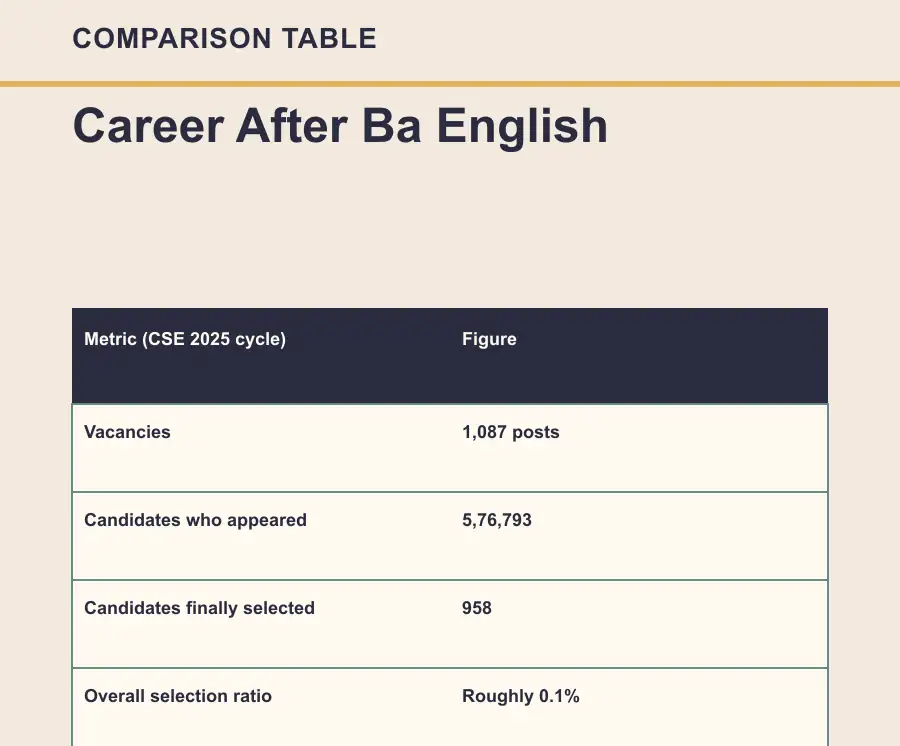 COMPARISON TABLE
Career After Ba English
Metric (CSE 2025 cycle) Figure
Vacancies 1,087 posts
Candidates who appeared 5,76,793
Candidates finally selected 958
Overall selection ratio Roughly 0.1%